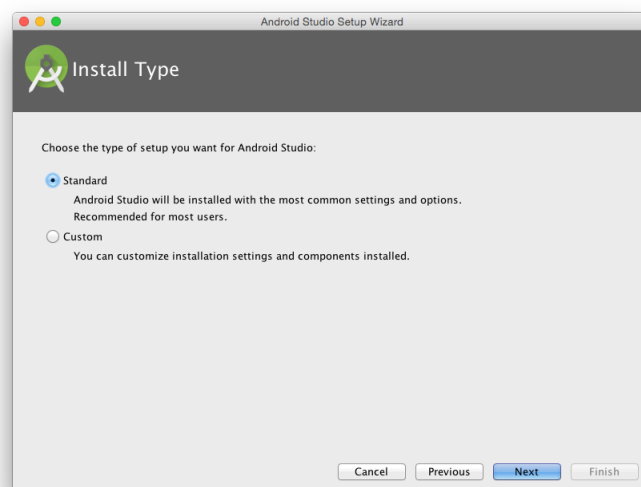 Android Studio Setup Wizard
Install Type
Choose the type of setup you want for Android Studio:
Standard
Android Studio will be installed with the most common settings and options.
Recommended for most users.
Custom
You can customize installation settings and components installed.
Cancel Previous Next Finish